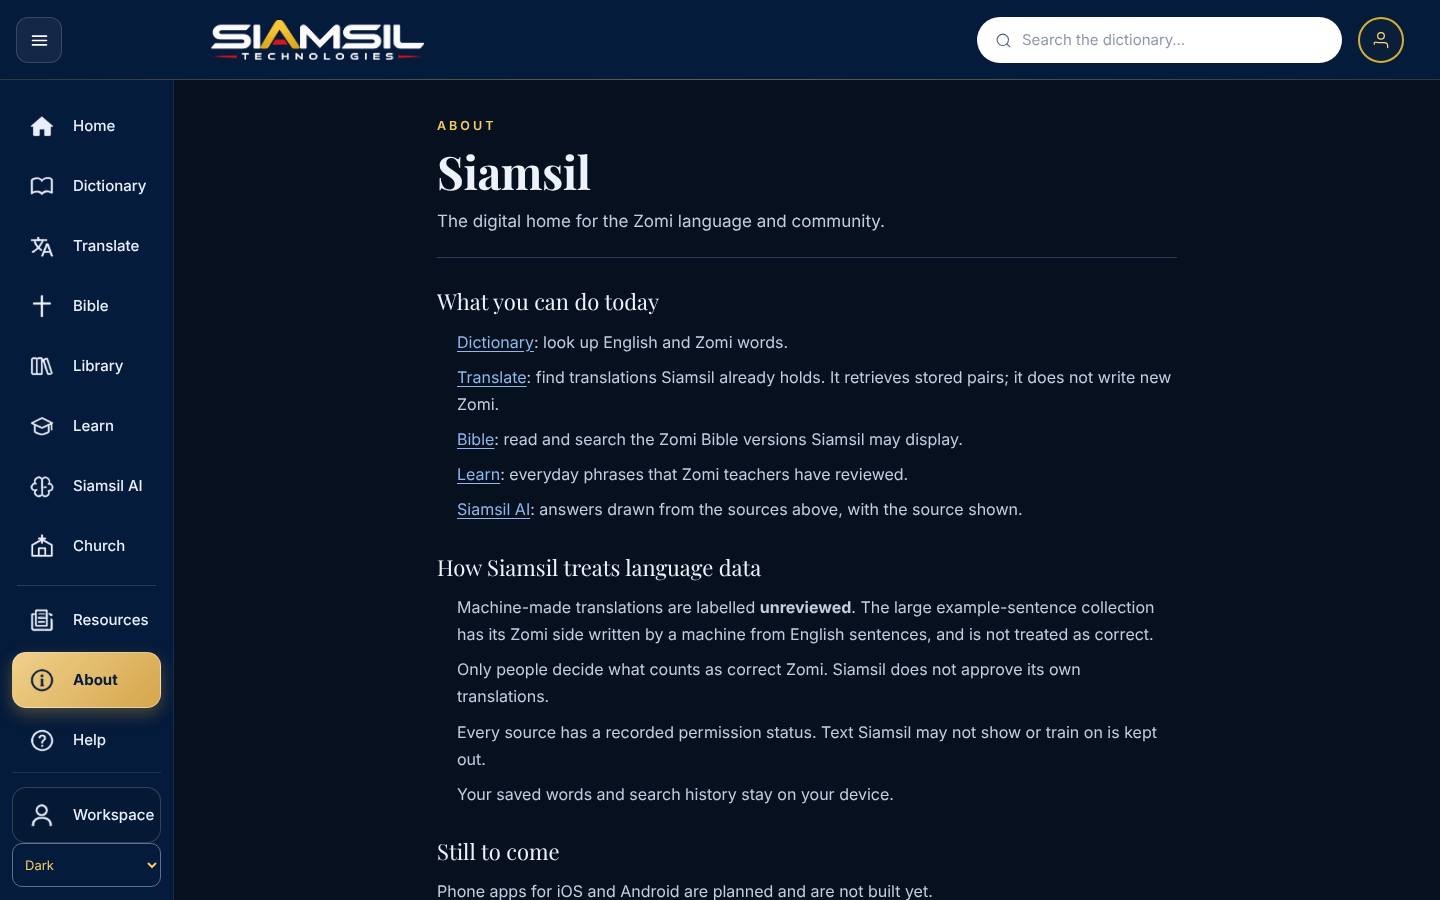 SIAMSIL
TECHNOLOGIES
Search the dictionary...
Home
Dictionary
Translate
Bible
Library
Learn
Siamsil AI
Church
Resources
About
Help
Workspace
Dark
ABOUT
Siamsil
The digital home for the Zomi language and community.
What you can do today
Dictionary: look up English and Zomi words.
Translate: find translations Siamsil already holds. It retrieves stored pairs; it does not write new
Zomi.
Bible: read and search the Zomi Bible versions Siamsil may display.
Learn: everyday phrases that Zomi teachers have reviewed.
Siamsil AI: answers drawn from the sources above, with the source shown.
How Siamsil treats language data
Machine-made translations are labelled unreviewed. The large example-sentence collection
has its Zomi side written by a machine from English sentences, and is not treated as correct.
Only people decide what counts as correct Zomi. Siamsil does not approve its own
translations.
Every source has a recorded permission status. Text Siamsil may not show or train on is kept
out.
Your saved words and search history stay on your device.
Still to come
Phone apps for iOS and Android are planned and are not built yet.